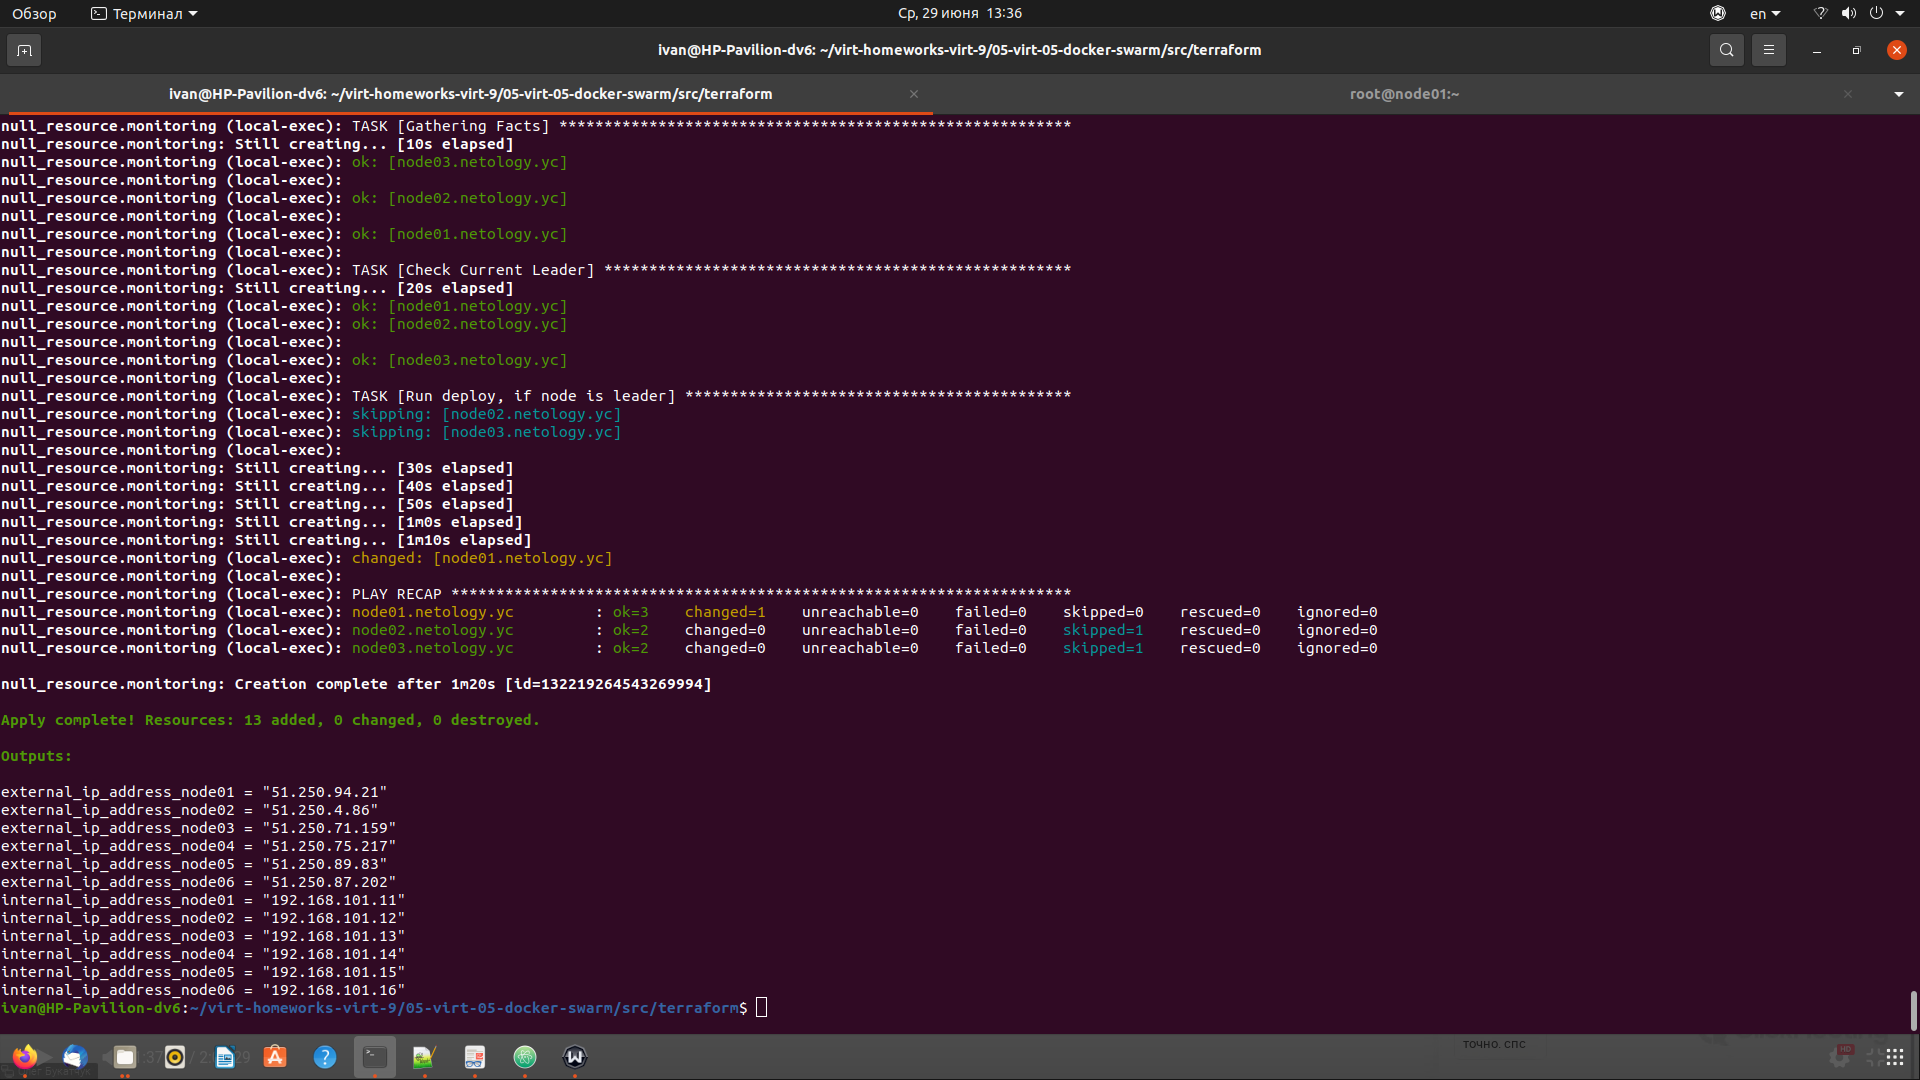 Обзор
Терминал
Ср, 29 июня 13:36
en
ivan@HP-Pavilion-dv6: ~/virt-homeworks-virt-9/05-virt-05-docker-swarm/src/terraform
ivan@HP-Pavilion-dv6: ~/virt-homeworks-virt-9/05-virt-05-docker-swarm/src/terraform
root@node01:~
null_resource.monitoring (local-exec): TASK [Gathering Facts] *********************************************************
null_resource.monitoring: Still creating... [10s elapsed]
null_resource.monitoring (local-exec): ok: [node03.netology.yc]
null_resource.monitoring (local-exec):
null_resource.monitoring (local-exec): ok: [node02.netology.yc]
null_resource.monitoring (local-exec):
null_resource.monitoring (local-exec): ok: [node01.netology.yc]
null_resource.monitoring (local-exec):
null_resource.monitoring (local-exec): TASK [Check Current Leader] ****************************************************
null_resource.monitoring: Still creating... [20s elapsed]
null_resource.monitoring (local-exec): ok: [node01.netology.yc]
null_resource.monitoring (local-exec): ok: [node02.netology.yc]
null_resource.monitoring (local-exec):
null_resource.monitoring (local-exec): ok: [node03.netology.yc]
null_resource.monitoring (local-exec):
null_resource.monitoring (local-exec): TASK [Run deploy, if node is leader] *******************************************
null_resource.monitoring (local-exec): skipping: [node02.netology.yc]
null_resource.monitoring (local-exec): skipping: [node03.netology.yc]
null_resource.monitoring (local-exec):
null_resource.monitoring: Still creating... [30s elapsed]
null_resource.monitoring: Still creating... [40s elapsed]
null_resource.monitoring: Still creating... [50s elapsed]
null_resource.monitoring: Still creating... [1m0s elapsed]
null_resource.monitoring: Still creating... [1m10s elapsed]
null_resource.monitoring (local-exec): changed: [node01.netology.yc]
null_resource.monitoring (local-exec):
null_resource.monitoring (local-exec): PLAY RECAP *********************************************************************
null_resource.monitoring (local-exec): node01.netology.yc         : ok=3    changed=1    unreachable=0    failed=0    skipped=0    rescued=0    ignored=0
null_resource.monitoring (local-exec): node02.netology.yc         : ok=2    changed=0    unreachable=0    failed=0    skipped=1    rescued=0    ignored=0
null_resource.monitoring (local-exec): node03.netology.yc         : ok=2    changed=0    unreachable=0    failed=0    skipped=1    rescued=0    ignored=0
null_resource.monitoring: Creation complete after 1m20s [id=132219264543269994]
Apply complete! Resources: 13 added, 0 changed, 0 destroyed.
Outputs:
external_ip_address_node01 = "51.250.94.21"
external_ip_address_node02 = "51.250.4.86"
external_ip_address_node03 = "51.250.71.159"
external_ip_address_node04 = "51.250.75.217"
external_ip_address_node05 = "51.250.89.83"
external_ip_address_node06 = "51.250.87.202"
internal_ip_address_node01 = "192.168.101.11"
internal_ip_address_node02 = "192.168.101.12"
internal_ip_address_node03 = "192.168.101.13"
internal_ip_address_node04 = "192.168.101.14"
internal_ip_address_node05 = "192.168.101.15"
internal_ip_address_node06 = "192.168.101.16"
ivan@HP-Pavilion-dv6:~/virt-homeworks-virt-9/05-virt-05-docker-swarm/src/terraform$
точно. спс
HD